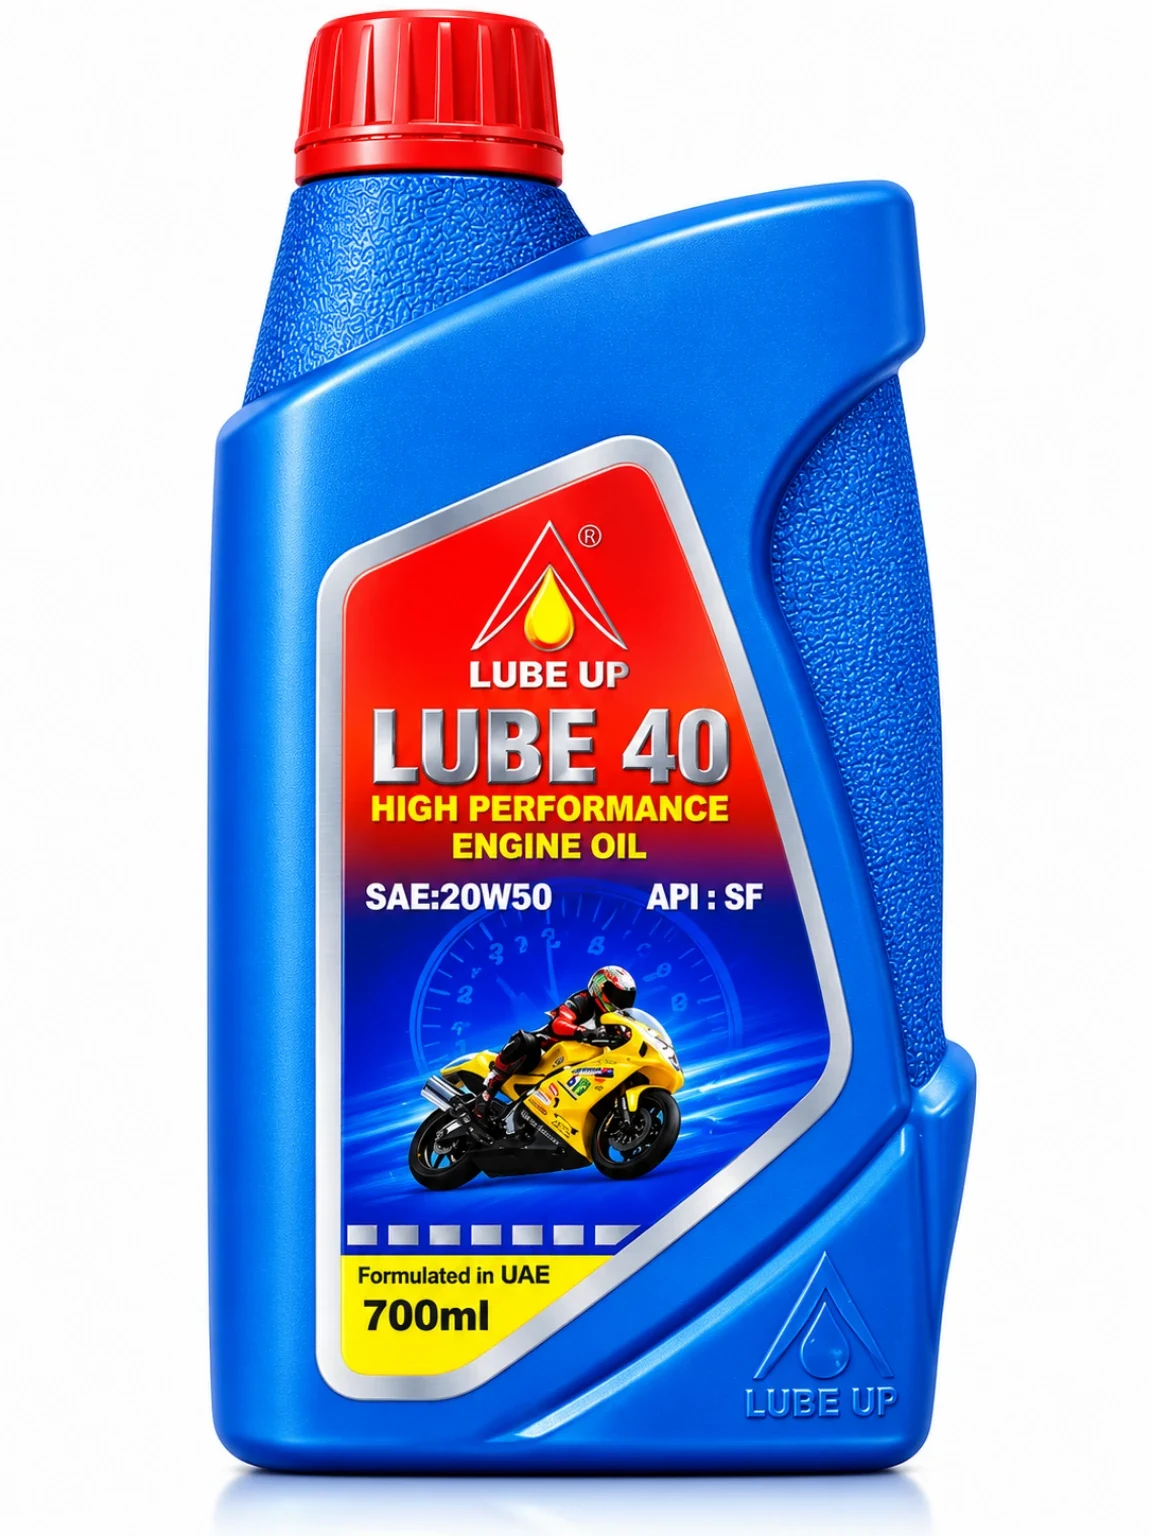 ®
LUBE UP
LUBE 40
HIGH PERFORMANCE
ENGINE OIL
SAE:20W50 API : SF
Formulated in UAE
700ml
LUBE UP